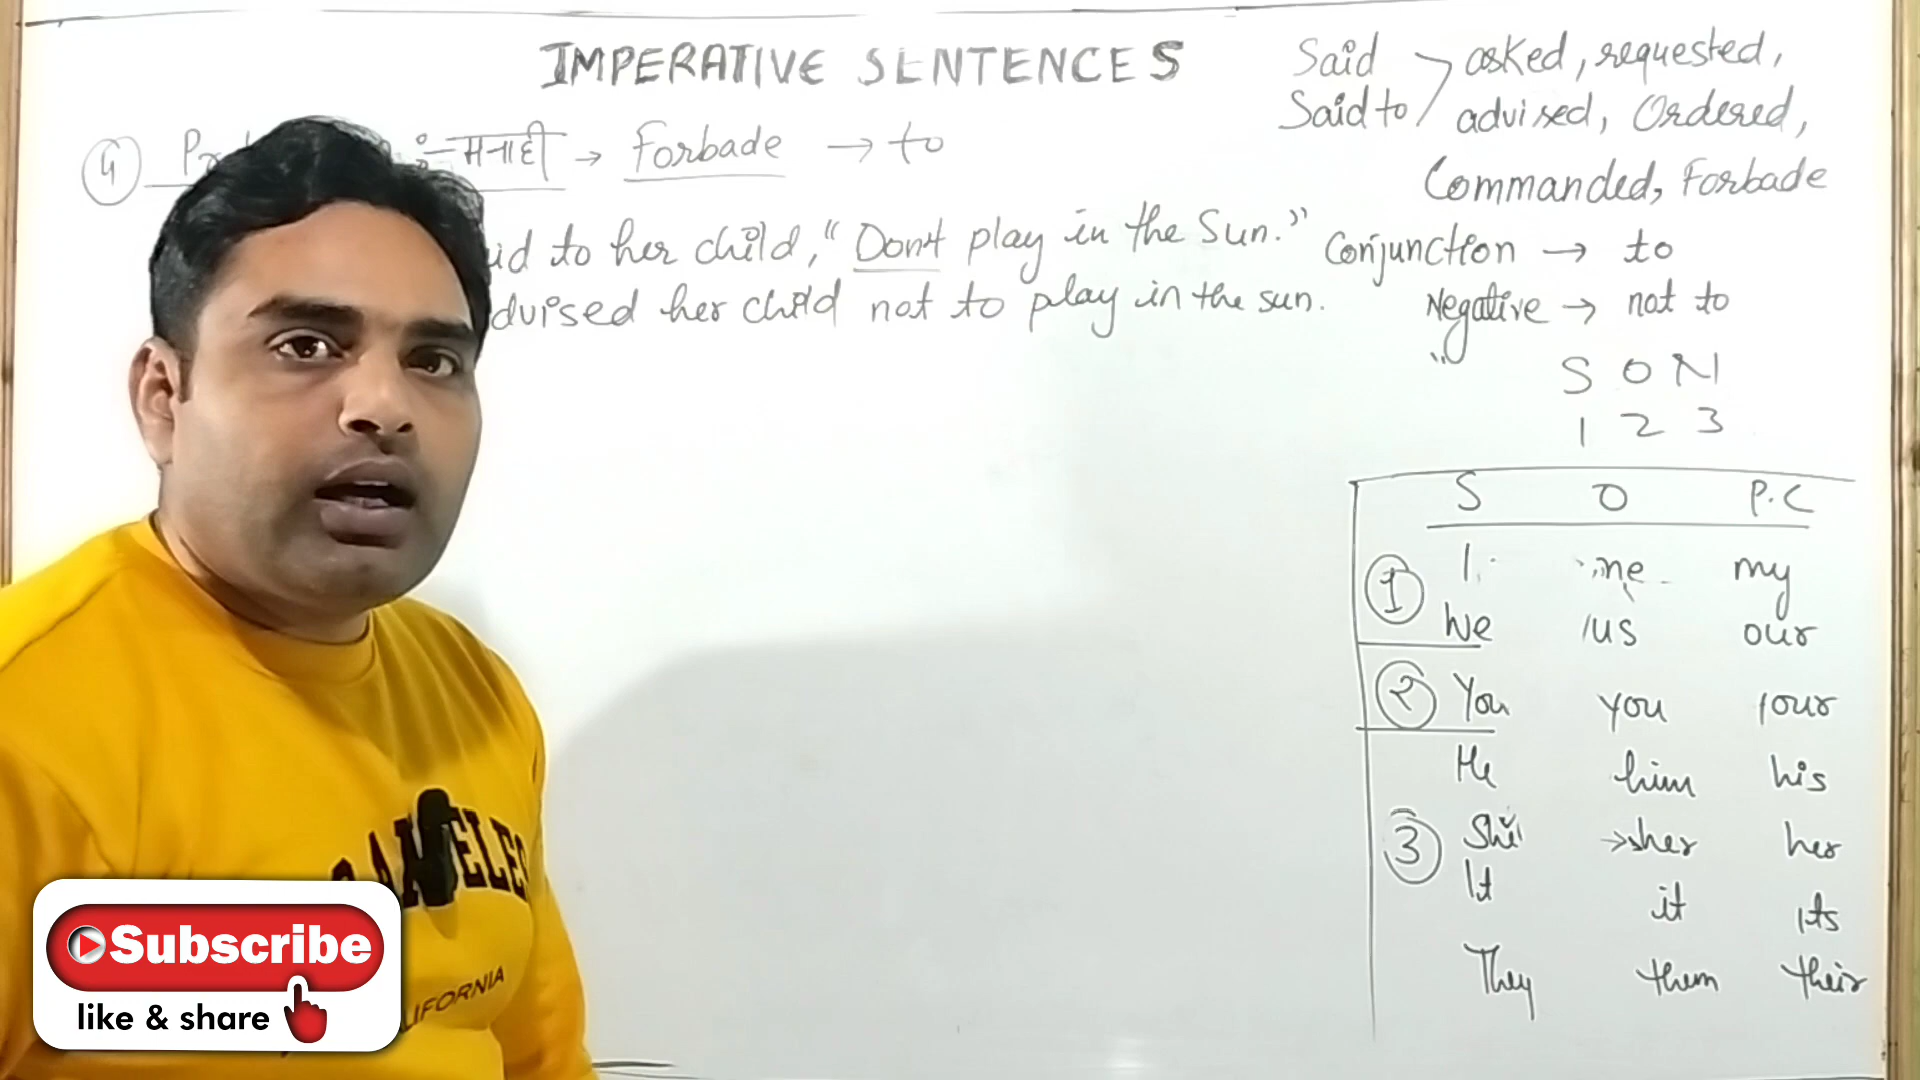 IMPERATIVE SENTENCES
Said
Said to
asked, requested,
advised, Ordered,
Commanded, Forbade
मनाही → Forbade → to
to her child, "Don't play in the Sun."
her child not to play in the sun.
Conjunction → to
Negative → not to
S O N
1 2 3
S O P.C
1 I me my
We us our
2 You you your
He him his
3 She → her her
It it its
They them their
CALIFORNIA
Subscribe
like & share